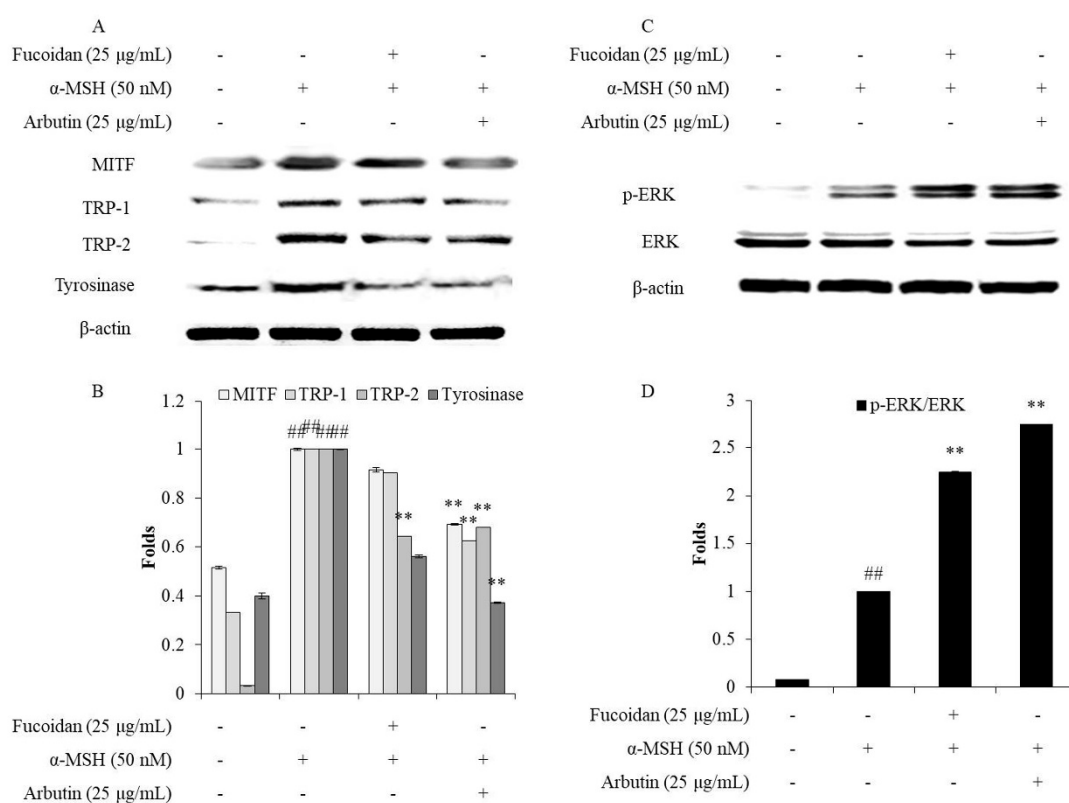 A
Fucoidan (25 μg/mL) - - + -
α-MSH (50 nM) - + + +
Arbutin (25 μg/mL) - - - +
MITF
TRP-1
TRP-2
Tyrosinase
β-actin
C
Fucoidan (25 μg/mL) - - + -
α-MSH (50 nM) - + + +
Arbutin (25 μg/mL) - - - +
p-ERK
ERK
β-actin
B
MITF TRP-1 TRP-2 Tyrosinase
Folds
1.2
1
0.8
0.6
0.4
0.2
0
## ## ## ##
**
** ** ** **
Fucoidan (25 μg/mL) - - + -
α-MSH (50 nM) - + + +
Arbutin (25 μg/mL) - - - +
D
p-ERK/ERK
Folds
3
2.5
2
1.5
1
0.5
0
##
**
**
Fucoidan (25 μg/mL) - - + -
α-MSH (50 nM) - + + +
Arbutin (25 μg/mL) - - - +